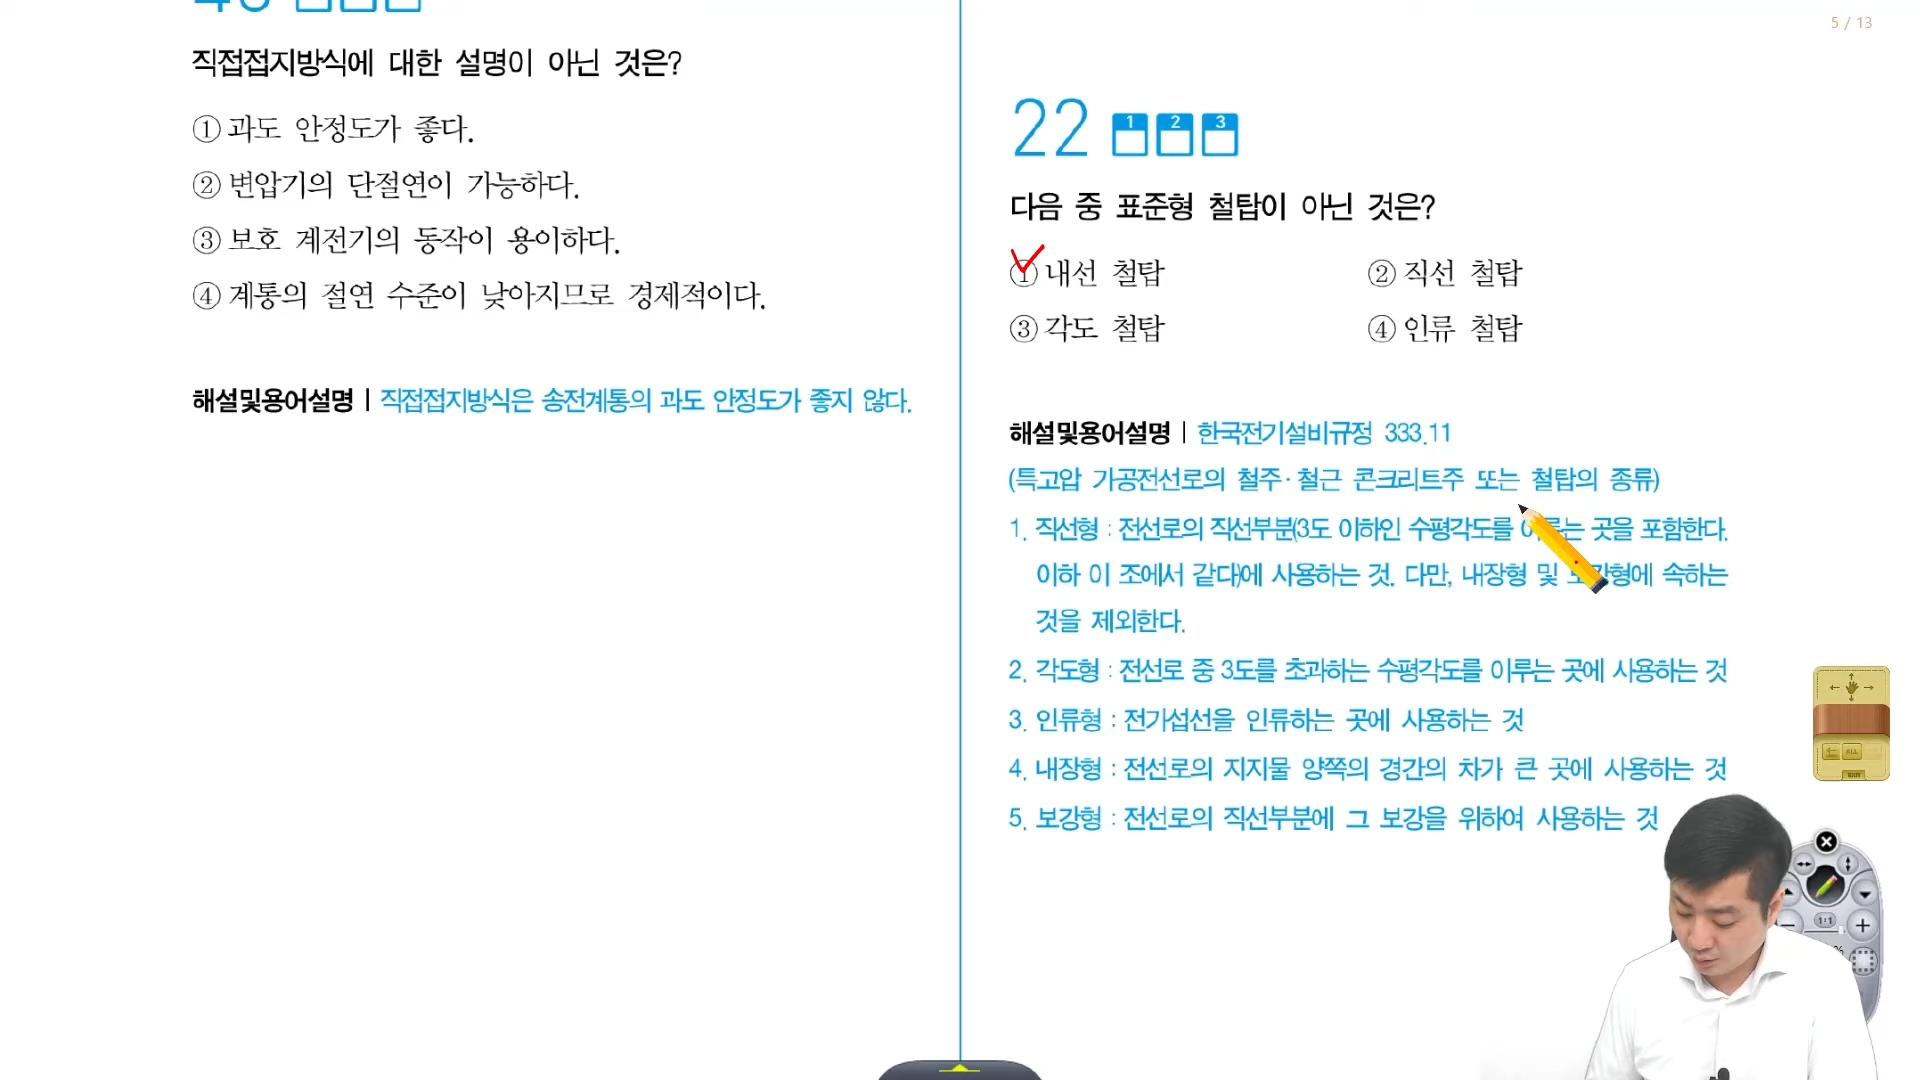 5 / 13
직접접지방식에 대한 설명이 아닌 것은?
① 과도 안정도가 좋다.
② 변압기의 단절연이 가능하다.
③ 보호 계전기의 동작이 용이하다.
④ 계통의 절연 수준이 낮아지므로 경제적이다.
해설및용어설명 | 직접접지방식은 송전계통의 과도 안정도가 좋지 않다.
22 1 2 3
다음 중 표준형 철탑이 아닌 것은?
① 내선 철탑 ② 직선 철탑
③ 각도 철탑 ④ 인류 철탑
해설및용어설명 | 한국전기설비규정 333.11
(특고압 가공전선로의 철주·철근 콘크리트주 또는 철탑의 종류)
1. 직선형 : 전선로의 직선부분(3도 이하인 수평각도를 이루는 곳을 포함한다.
이하 이 조에서 같다)에 사용하는 것. 다만, 내장형 및 보강형에 속하는
것을 제외한다.
2. 각도형 : 전선로 중 3도를 초과하는 수평각도를 이루는 곳에 사용하는 것
3. 인류형 : 전가섭선을 인류하는 곳에 사용하는 것
4. 내장형 : 전선로의 지지물 양쪽의 경간의 차가 큰 곳에 사용하는 것
5. 보강형 : 전선로의 직선부분에 그 보강을 위하여 사용하는 것
ALL
EXIT
1:1
%